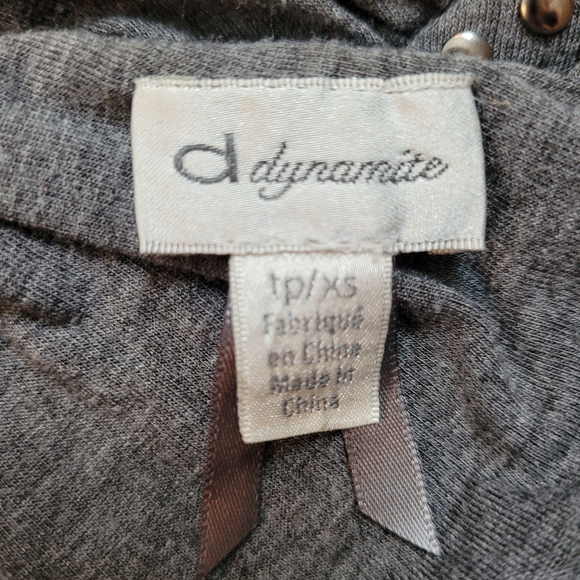 d dynamite
tp/xs
Fabriqué
en Chine
Made in
China